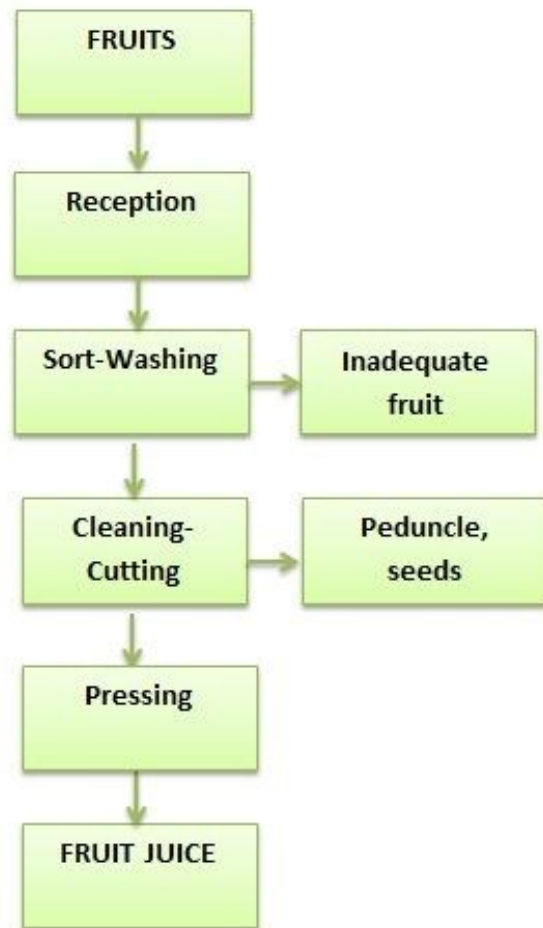 FRUITS
Reception
Sort-Washing
Inadequate
fruit
Cleaning-
Cutting
Peduncle,
seeds
Pressing
FRUIT JUICE